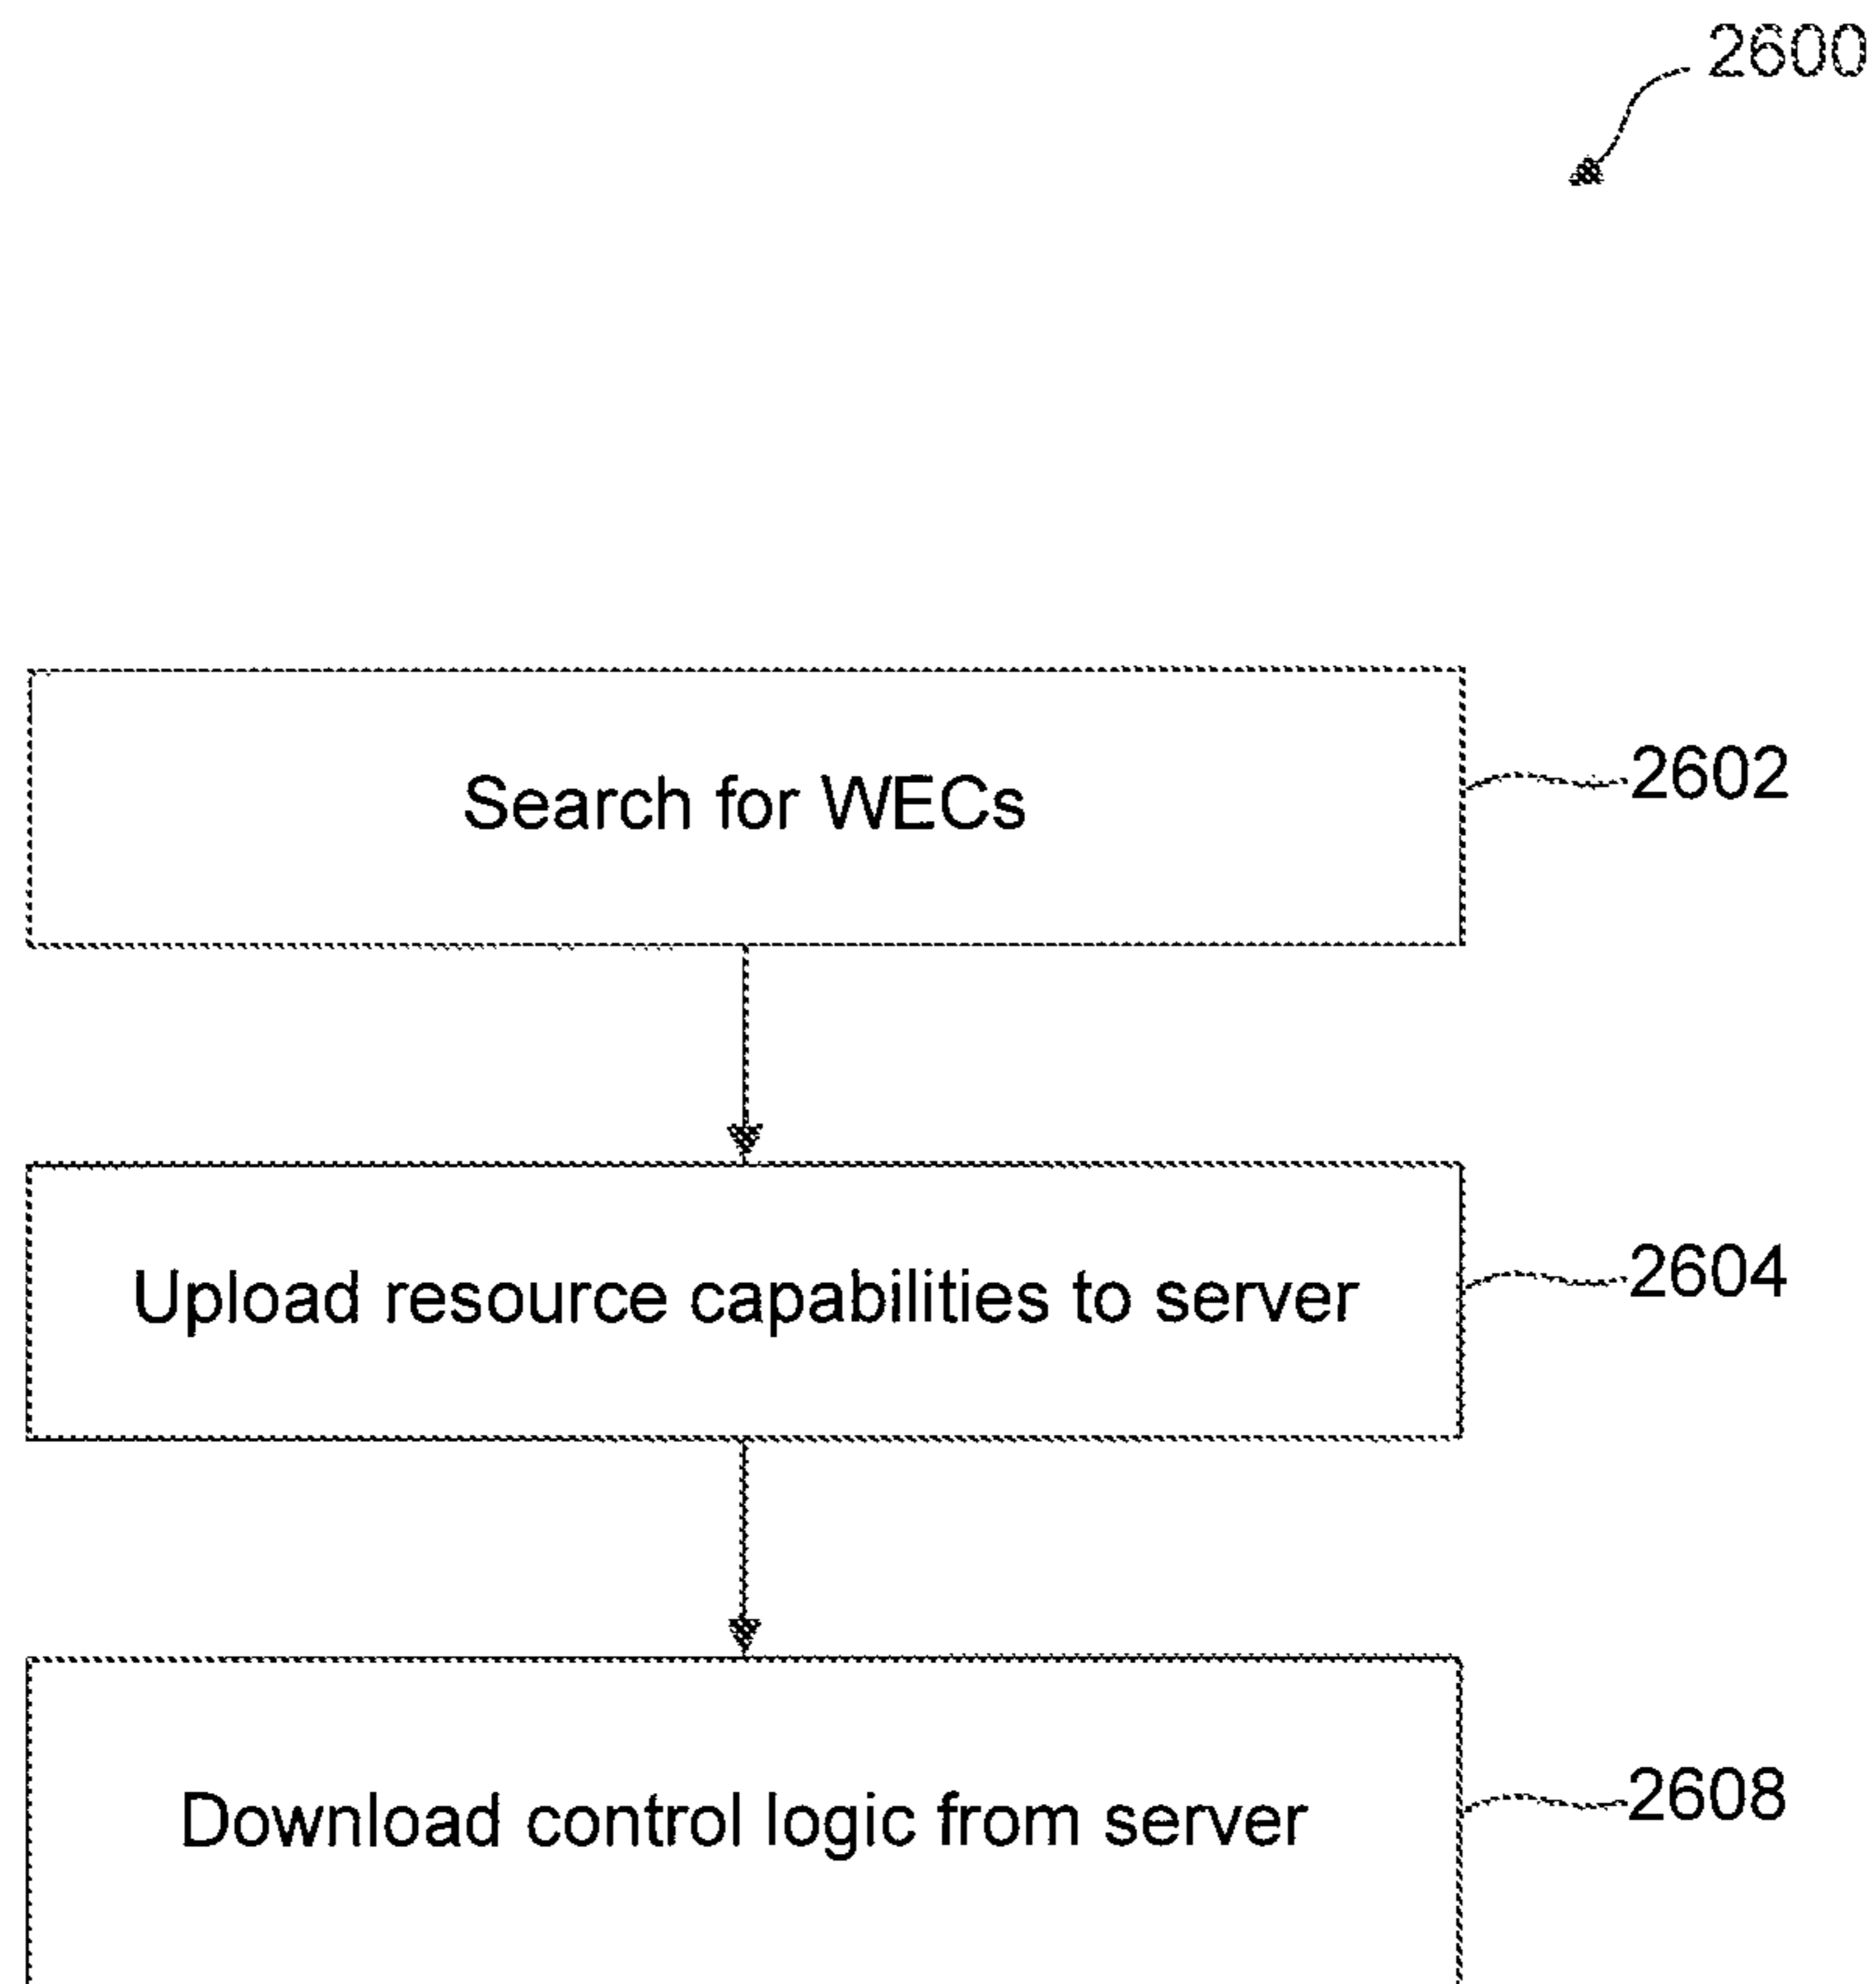 2600
Search for WECs
2602
Upload resource capabilities to server
2604
Download control logic from server
2608